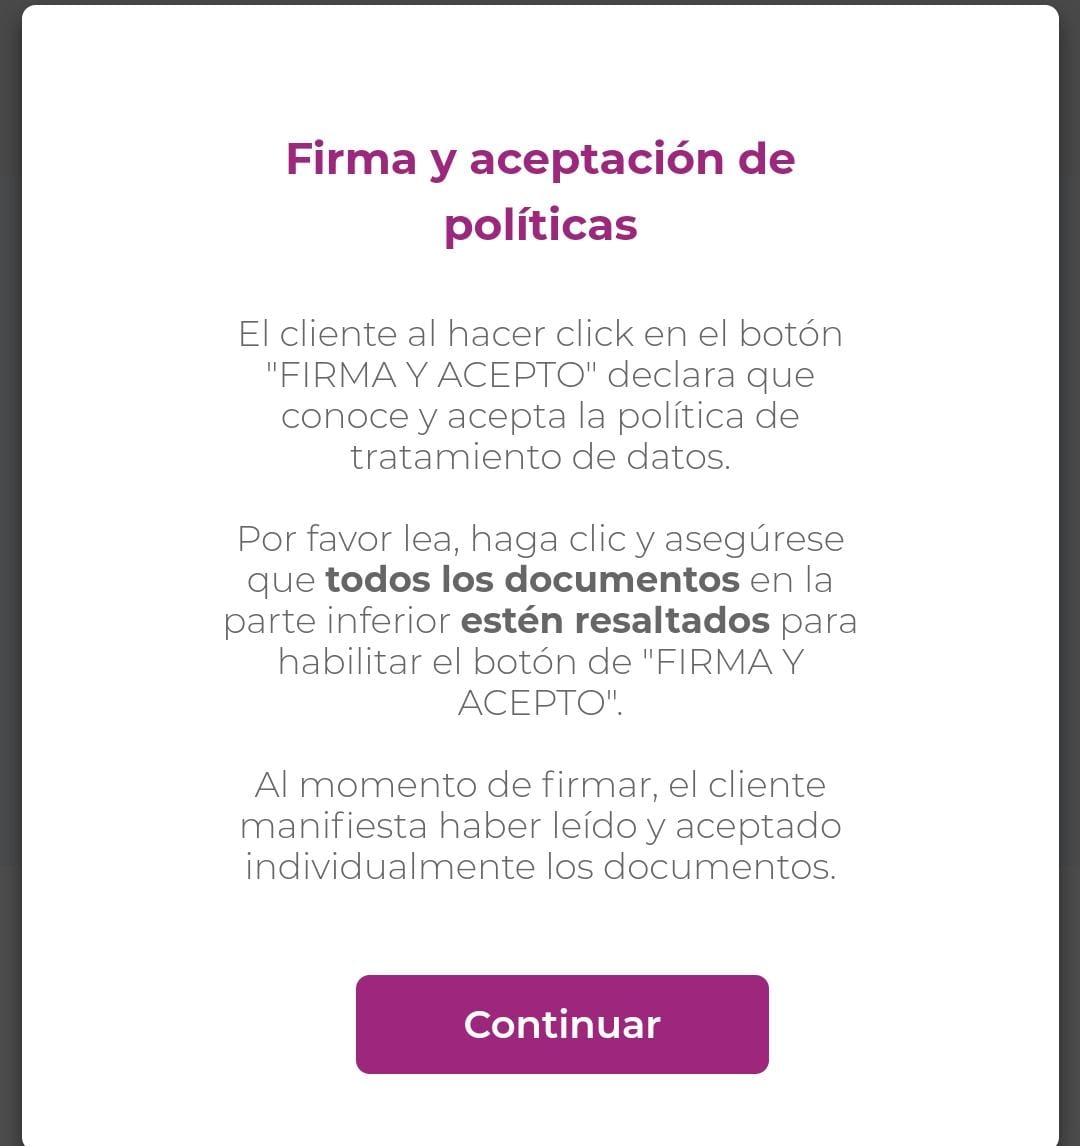 Firma y aceptación de
políticas
El cliente al hacer click en el botón
"FIRMA Y ACEPTO" declara que
conoce y acepta la política de
tratamiento de datos.
Por favor lea, haga clic y asegúrese
que todos los documentos en la
parte inferior estén resaltados para
habilitar el botón de "FIRMA Y
ACEPTO".
Al momento de firmar, el cliente
manifiesta haber leído y aceptado
individualmente los documentos.
Continuar